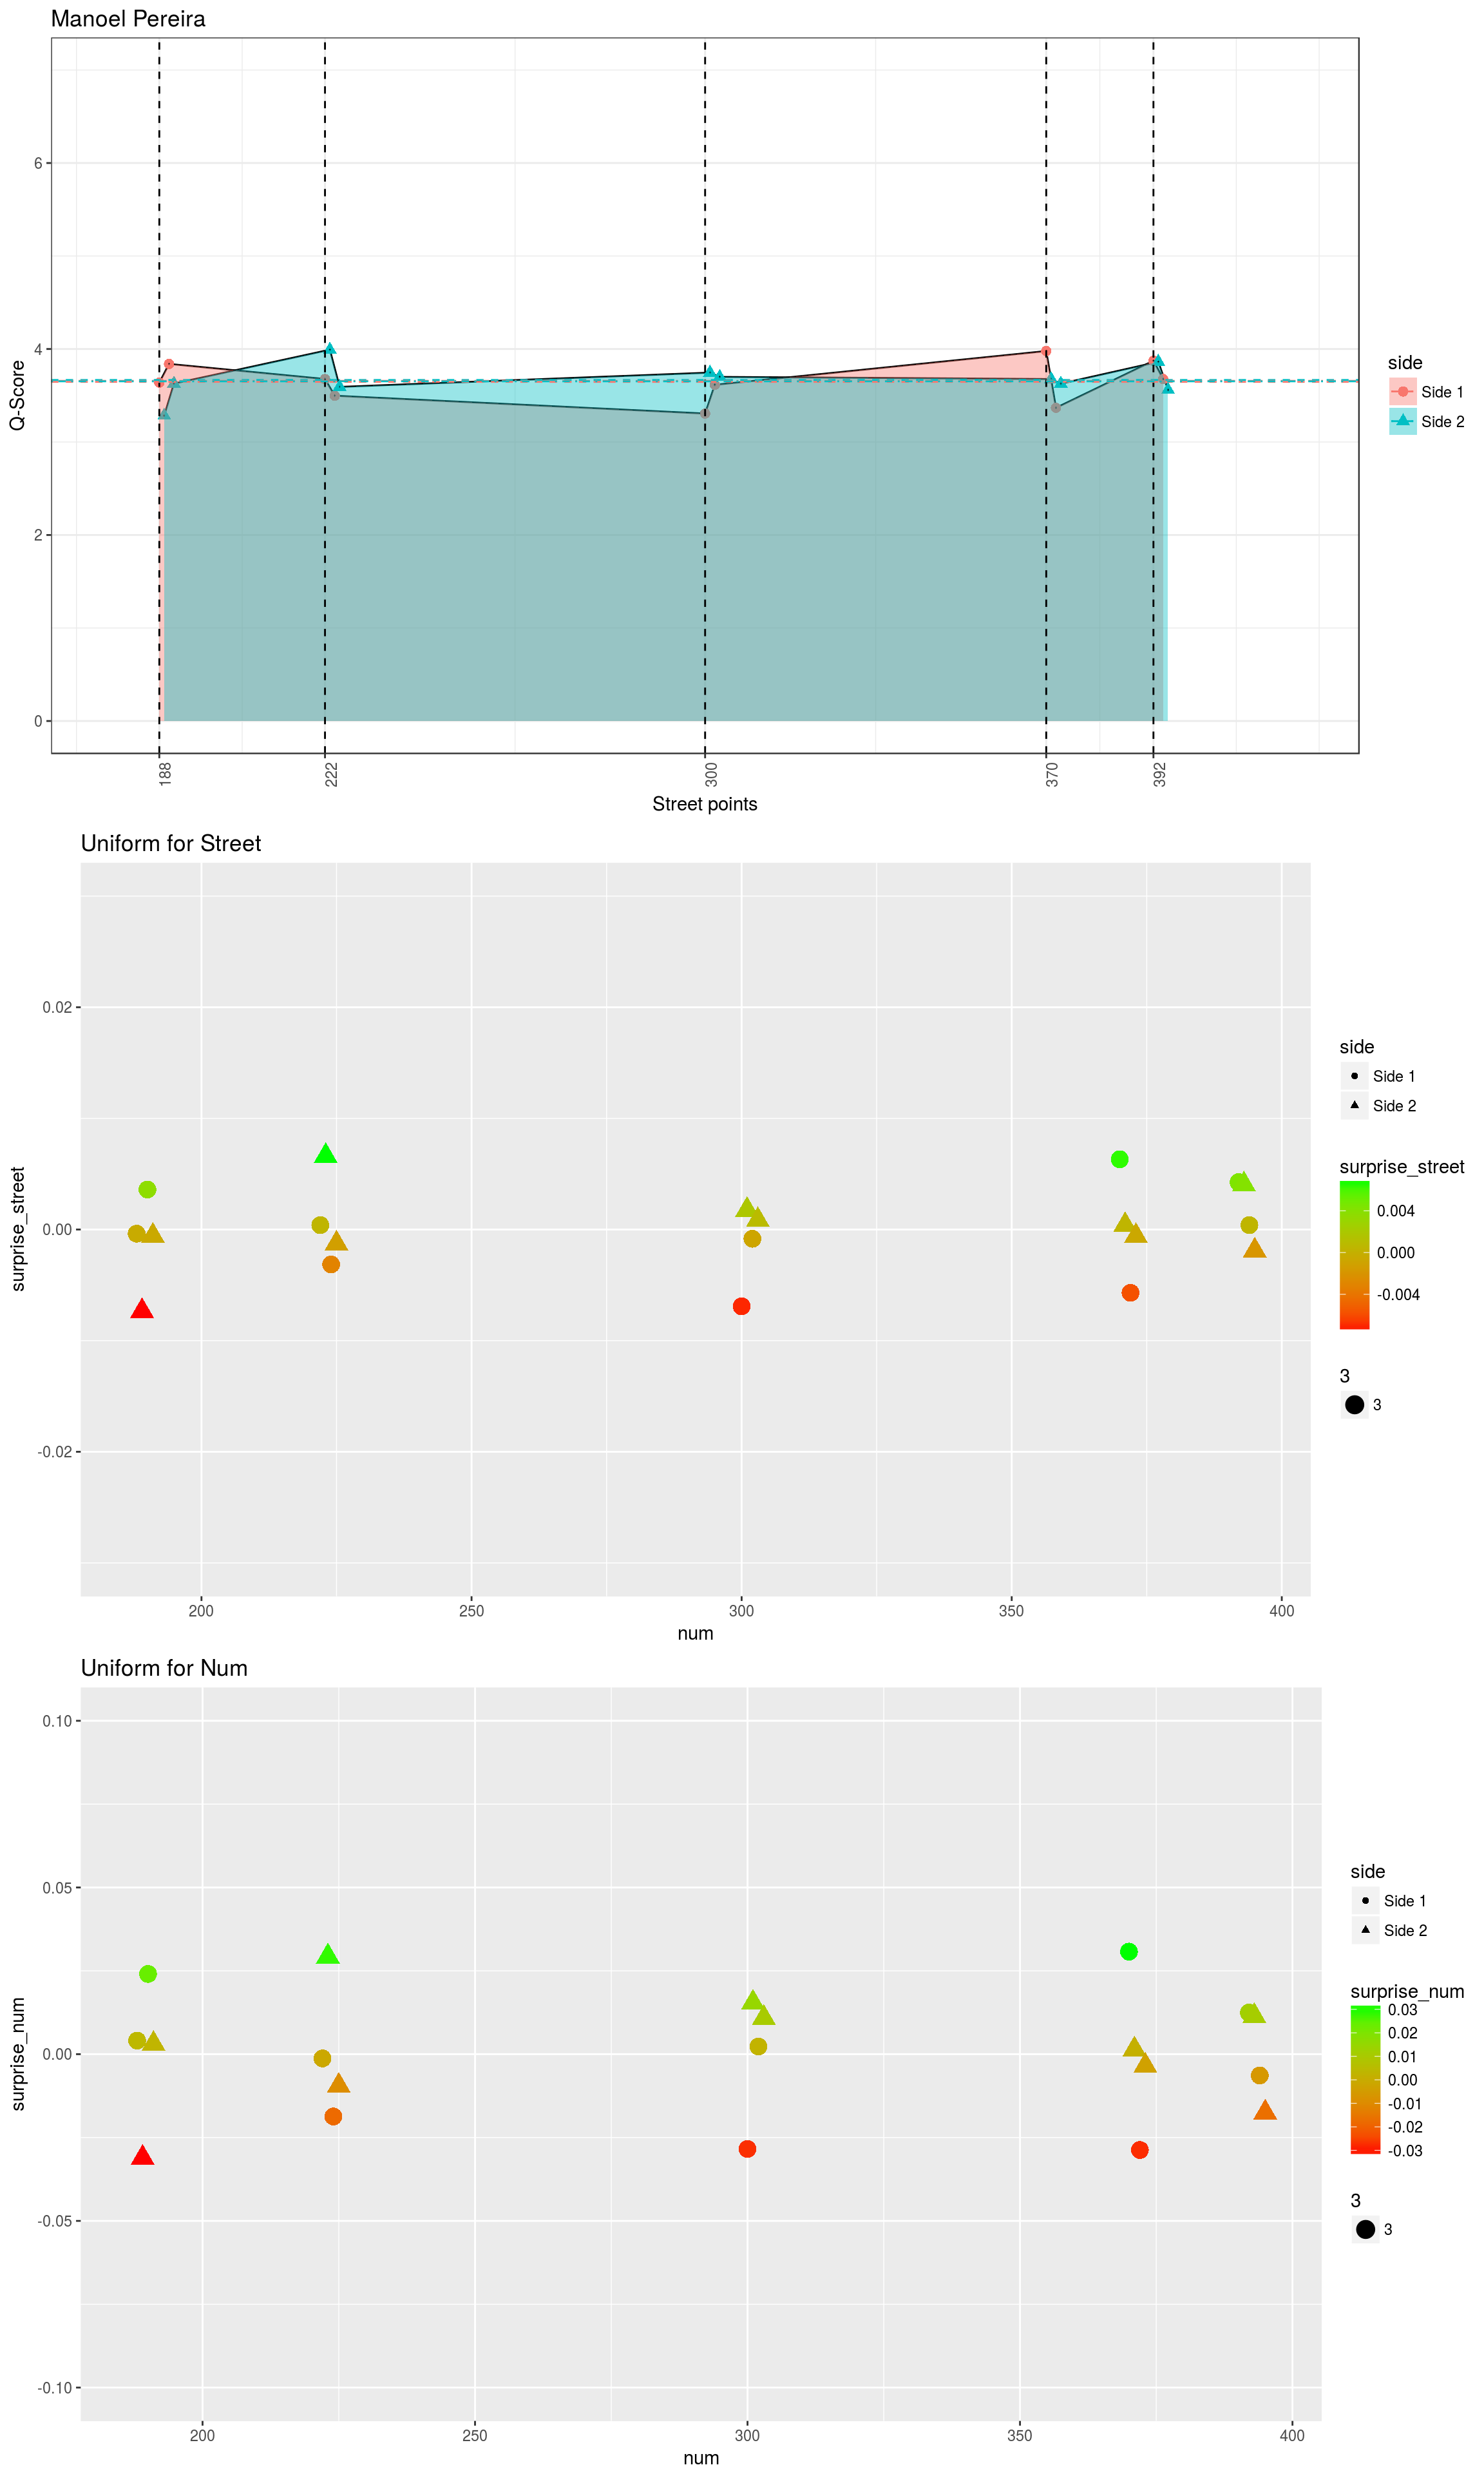 Manoel Pereira
6
4
2
0
Q-Score
188
222
300
370
392
Street points
side
Side 1
Side 2
Uniform for Street
0.02
0.00
-0.02
surprise_street
200
250
300
350
400
num
side
Side 1
Side 2
surprise_street
0.004
0.000
-0.004
3
3
Uniform for Num
0.10
0.05
0.00
-0.05
-0.10
surprise_num
200
250
300
350
400
num
side
Side 1
Side 2
surprise_num
0.03
0.02
0.01
0.00
-0.01
-0.02
-0.03
3
3